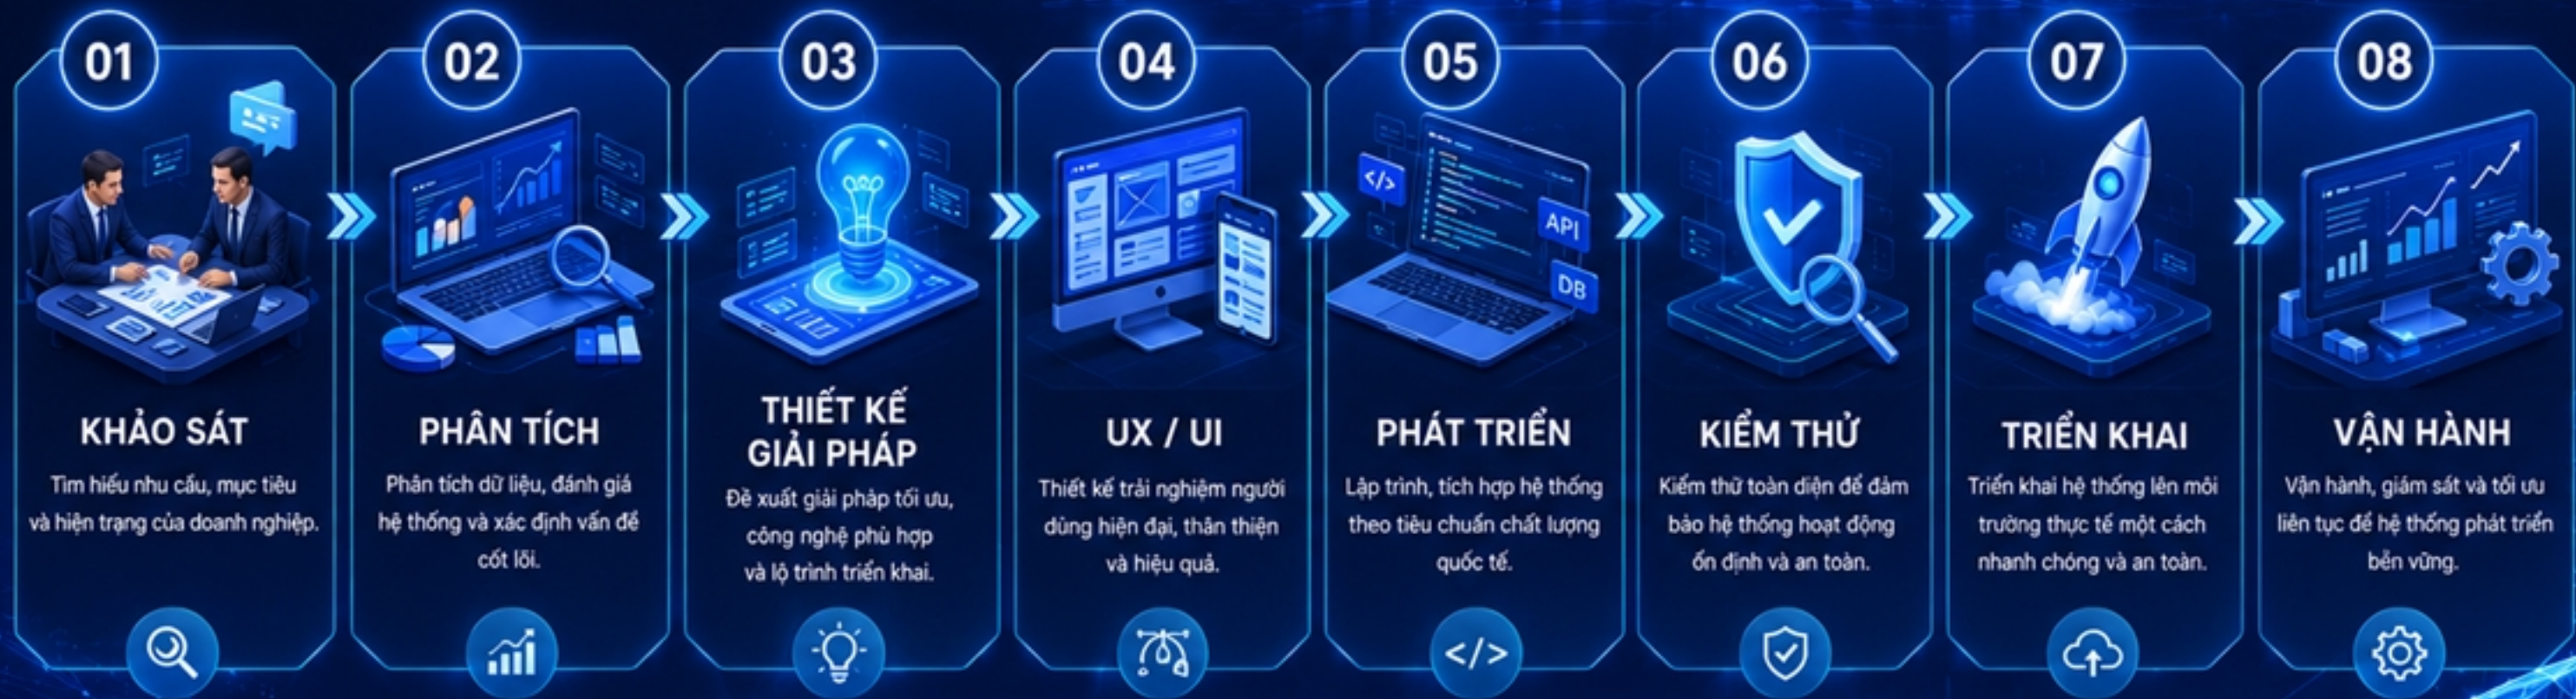 01
KHẢO SÁT
Tìm hiểu nhu cầu, mục tiêu
và hiện trạng của doanh nghiệp.
02
PHÂN TÍCH
Phân tích dữ liệu, đánh giá
hệ thống và xác định vấn đề
cốt lõi.
03
THIẾT KẾ
GIẢI PHÁP
Đề xuất giải pháp tối ưu,
công nghệ phù hợp
và lộ trình triển khai.
04
UX / UI
Thiết kế trải nghiệm người
dùng hiện đại, thân thiện
và hiệu quả.
05
</>
API
DB
PHÁT TRIỂN
Lập trình, tích hợp hệ thống
theo tiêu chuẩn chất lượng
quốc tế.
</>
06
KIỂM THỬ
Kiểm thử toàn diện để đảm
bảo hệ thống hoạt động
ổn định và an toàn.
07
TRIỂN KHAI
Triển khai hệ thống lên môi
trường thực tế một cách
nhanh chóng và an toàn.
08
VẬN HÀNH
Vận hành, giám sát và tối ưu
liên tục để hệ thống phát triển
bền vững.